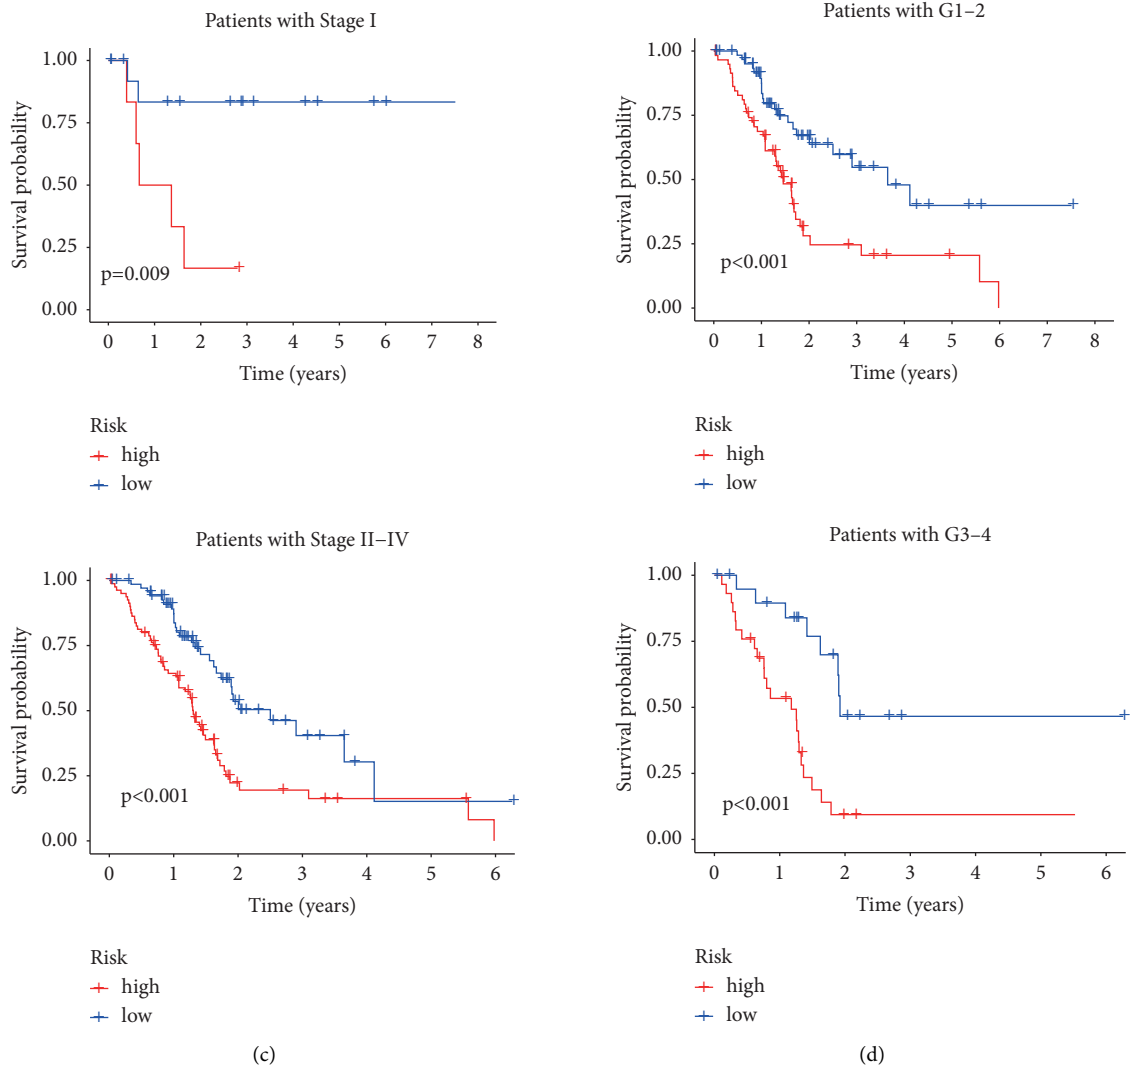 Patients with Stage I
Survival probability
1.00
0.75
0.50
0.25
0.00
p=0.009
0 1 2 3 4 5 6 7 8
Time (years)
Risk
high
low
Patients with Stage II−IV
Survival probability
1.00
0.75
0.50
0.25
0.00
p<0.001
0 1 2 3 4 5 6
Time (years)
Risk
high
low
(c)
Patients with G1−2
Survival probability
1.00
0.75
0.50
0.25
0.00
p<0.001
0 1 2 3 4 5 6 7 8
Time (years)
Risk
high
low
Patients with G3−4
Survival probability
1.00
0.75
0.50
0.25
0.00
p<0.001
0 1 2 3 4 5 6
Time (years)
Risk
high
low
(d)